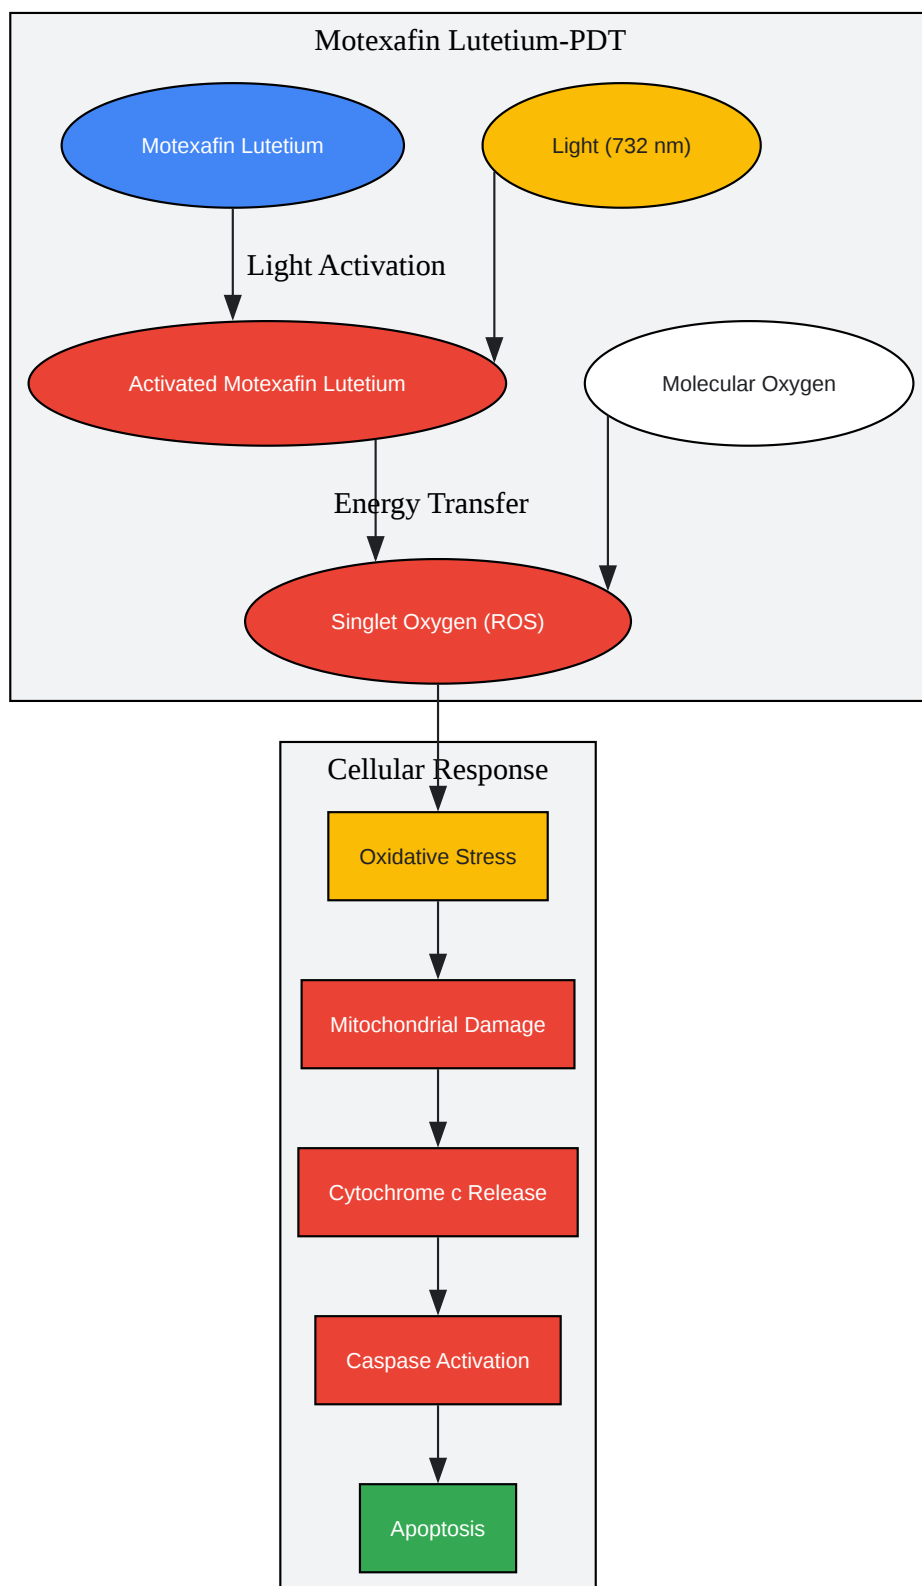 Motexafin Lutetium-PDT
Motexafin Lutetium
Light (732 nm)
Light Activation
Activated Motexafin Lutetium
Molecular Oxygen
Energy Transfer
Singlet Oxygen (ROS)
Cellular Response
Oxidative Stress
Mitochondrial Damage
Cytochrome c Release
Caspase Activation
Apoptosis